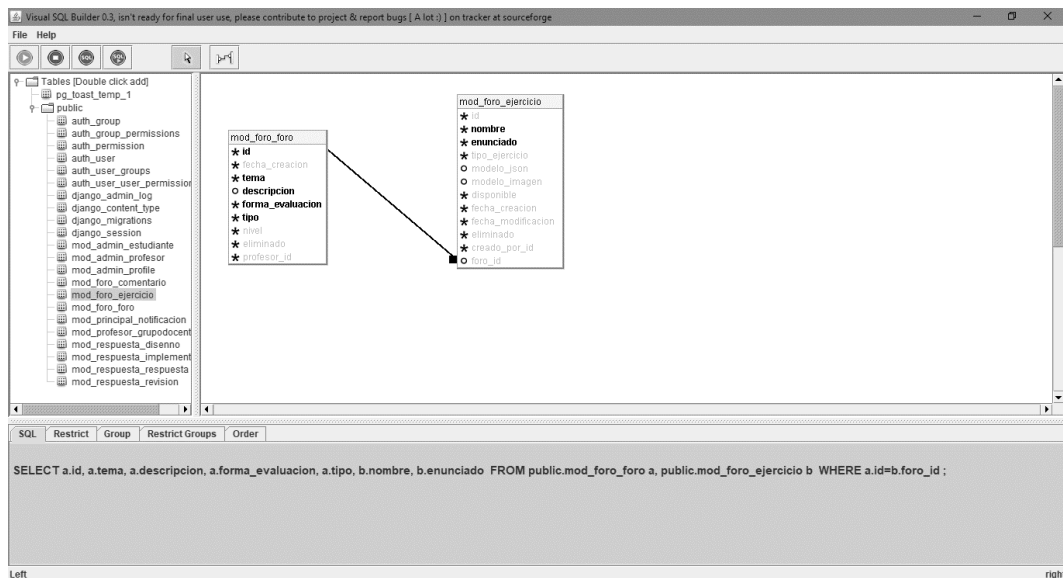 Visual SQL Builder 0.3, isn't ready for final user use, please contribute to project & report bugs [ A lot :) ] on tracker at sourceforge
File Help
SQL
SQL
Tables [Double click add]
pg_toast_temp_1
public
auth_group
auth_group_permissions
auth_permission
auth_user
auth_user_groups
auth_user_user_permission
django_admin_log
django_content_type
django_migrations
django_session
mod_admin_estudiante
mod_admin_profesor
mod_admin_profile
mod_foro_comentario
mod_foro_ejercicio
mod_foro_foro
mod_principal_notificacion
mod_profesor_grupodocent
mod_respuesta_disenno
mod_respuesta_implement
mod_respuesta_respuesta
mod_respuesta_revision
mod_foro_foro
id
fecha_creacion
tema
descripcion
forma_evaluacion
tipo
nivel
eliminado
profesor_id
mod_foro_ejercicio
id
nombre
enunciado
tipo_ejercicio
modelo_json
modelo_imagen
disponible
fecha_creacion
fecha_modificacion
eliminado
creado_por_id
foro_id
SQL Restrict Group Restrict Groups Order
SELECT a.id, a.tema, a.descripcion, a.forma_evaluacion, a.tipo, b.nombre, b.enunciado FROM public.mod_foro_foro a, public.mod_foro_ejercicio b WHERE a.id=b.foro_id ;
Left righ